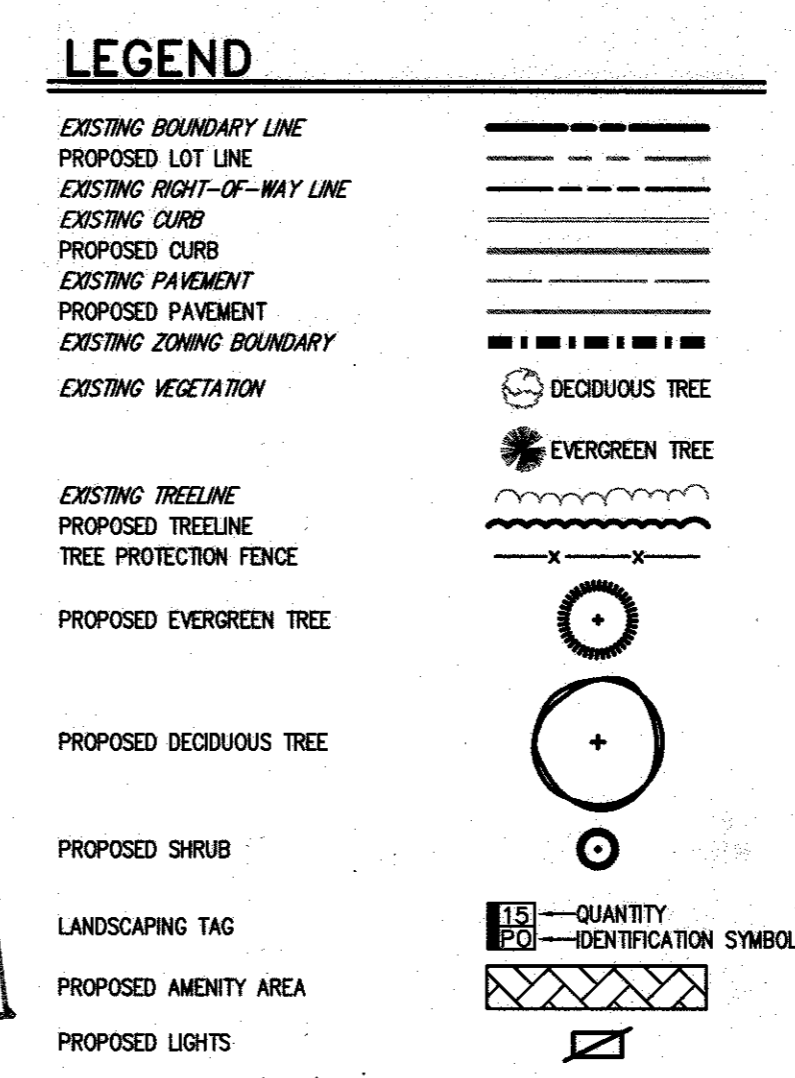 LEGEND
EXISTING BOUNDARY LINE
PROPOSED LOT LINE
EXISTING RIGHT-OF-WAY LINE
EXISTING CURB
PROPOSED CURB
EXISTING PAVEMENT
PROPOSED PAVEMENT
EXISTING ZONING BOUNDARY
EXISTING VEGETATION DECIDUOUS TREE
EVERGREEN TREE
EXISTING TREELINE
PROPOSED TREELINE
TREE PROTECTION FENCE x x
PROPOSED EVERGREEN TREE
PROPOSED DECIDUOUS TREE
PROPOSED SHRUB
15 QUANTITY
LANDSCAPING TAG
PO IDENTIFICATION SYMBOL
PROPOSED AMENITY AREA
PROPOSED LIGHTS